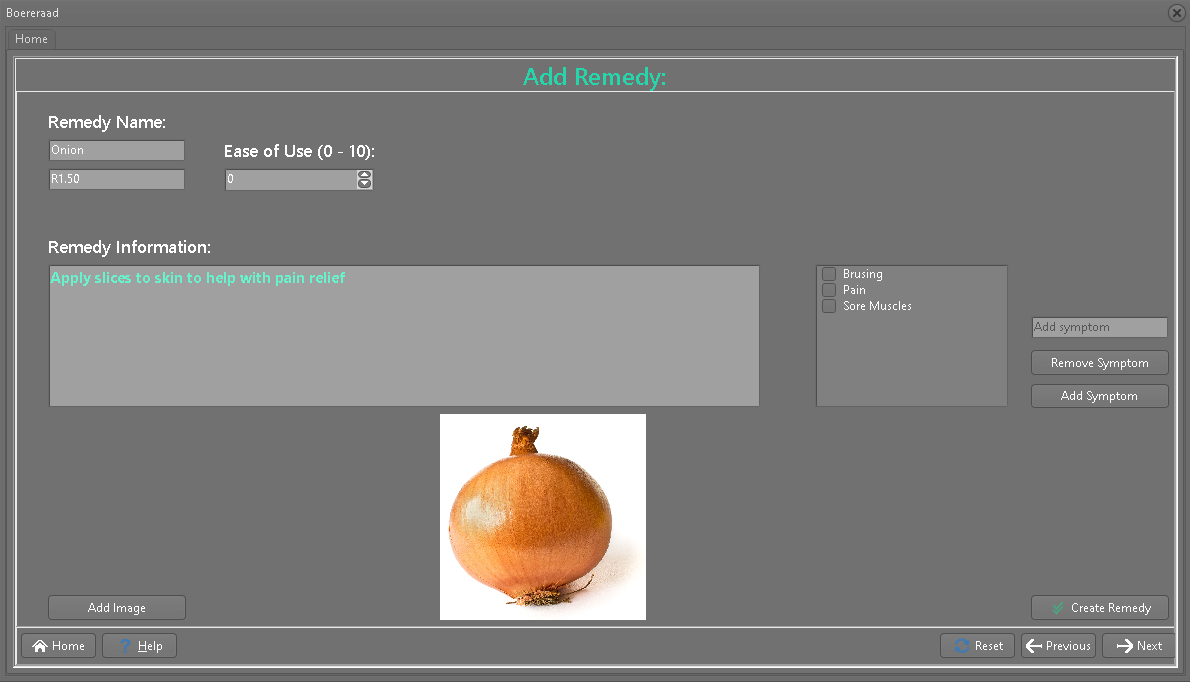 Boereraad
Home
Add Remedy:
Remedy Name:
Onion
Ease of Use (0 - 10):
R1.50
0
Remedy Information:
Apply slices to skin to help with pain relief
Brusing
Pain
Sore Muscles
Add symptom
Remove Symptom
Add Symptom
Add Image
Create Remedy
Home
? Help
Reset
Previous
Next